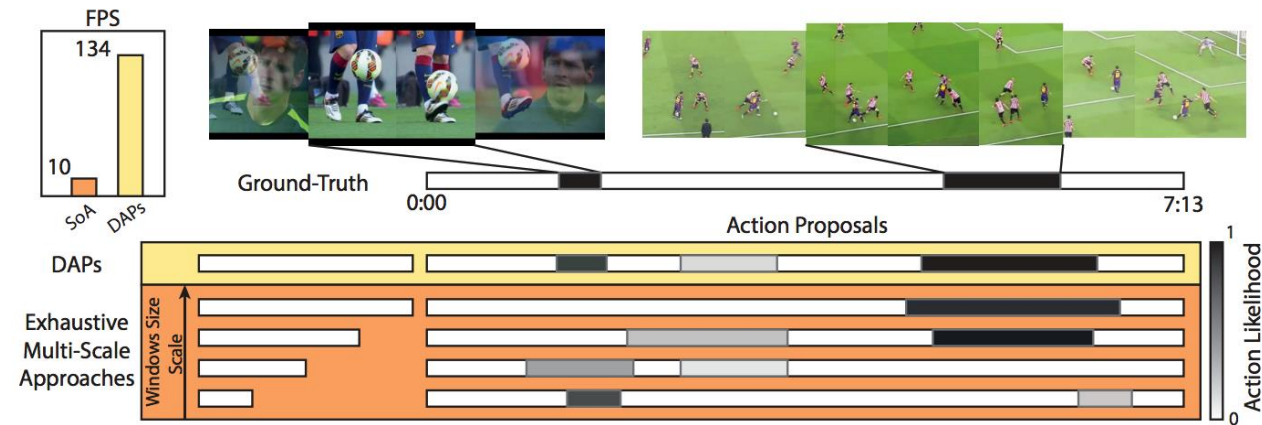 FPS
134
10
SoA
DAPs
Ground-Truth
0:00
7:13
Action Proposals
DAPs
Exhaustive
Multi-Scale
Approaches
Windows Size
Scale
1
Action Likelihood
0